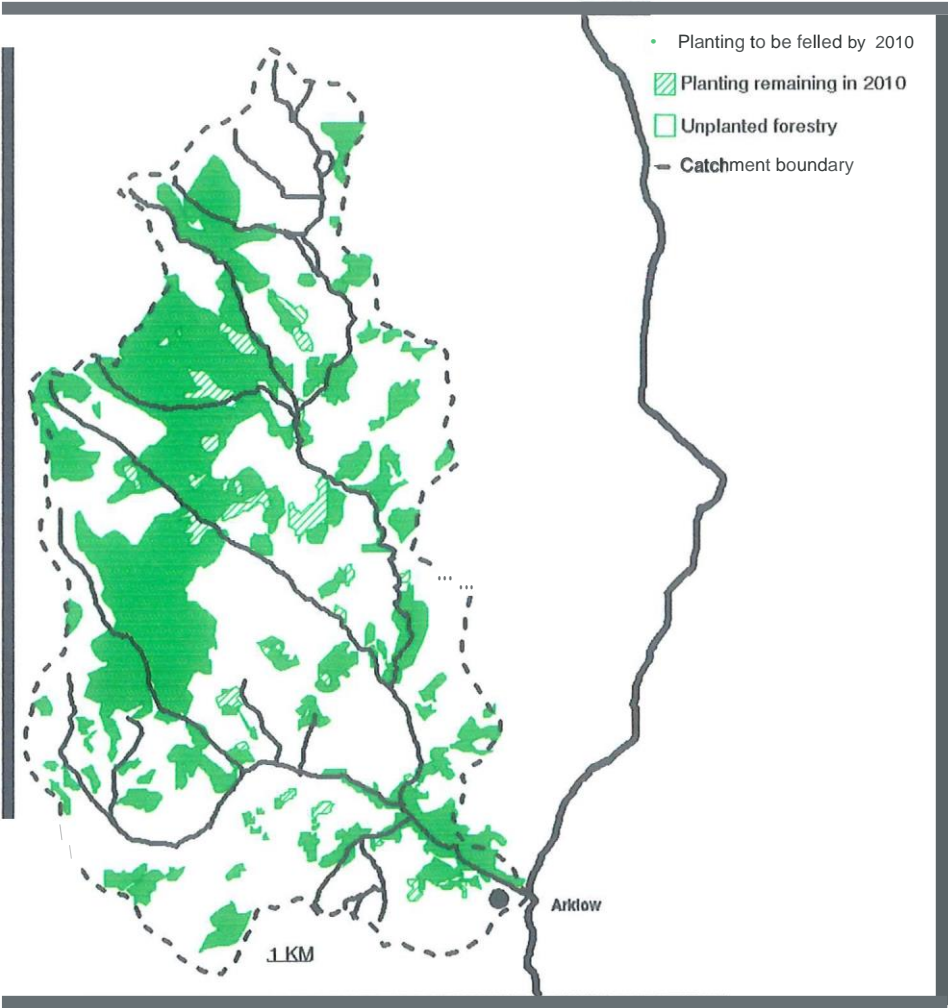 Planting to be felled by 2010
Planting remaining in 2010
Unplanted forestry
Catchment boundary
Arklow
1 KM